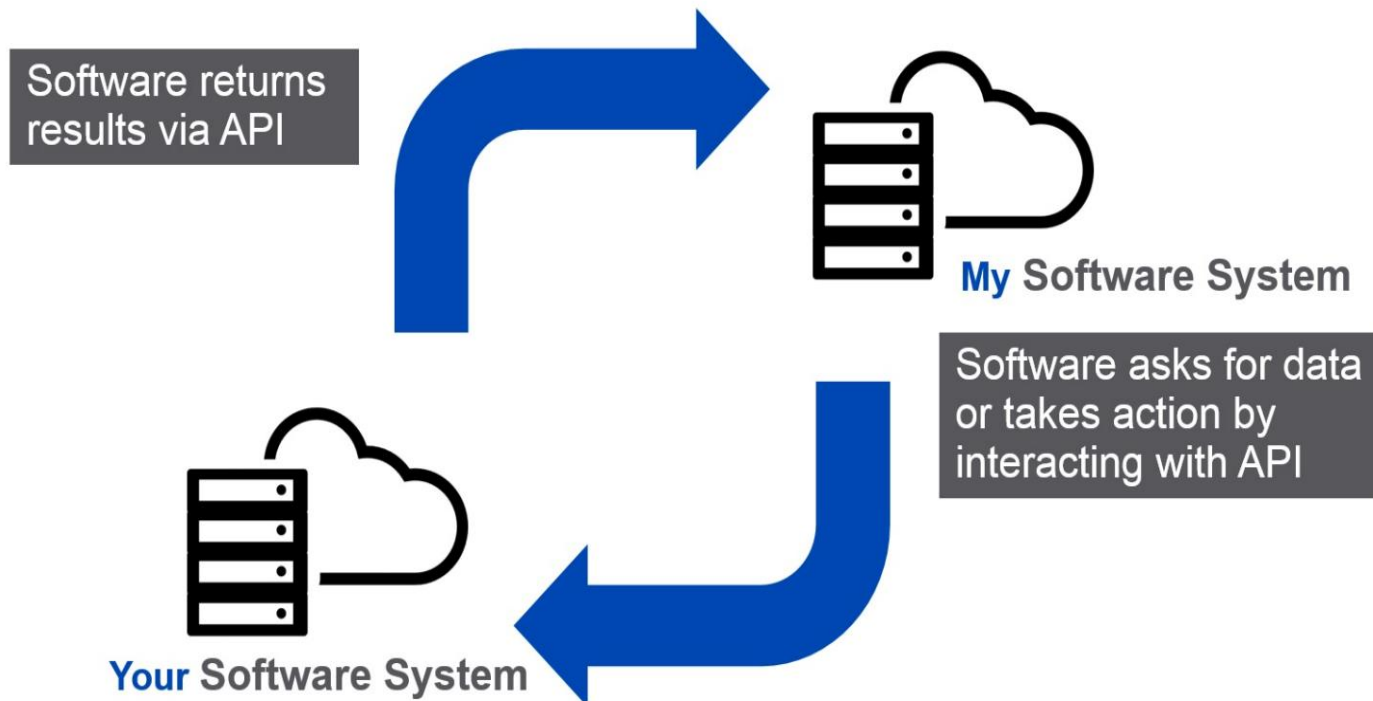 Software returns
results via API
My Software System
Software asks for data
or takes action by
interacting with API
Your Software System